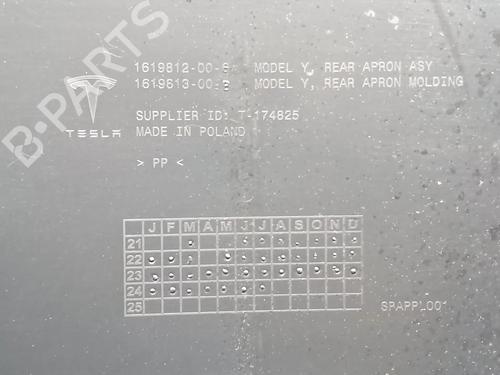 B-PARTS
1619812-00- MODEL Y, REAR APRON ASY
1619813-00- MODEL Y, REAR APRON MOLDING
TESLA
SUPPLIER ID: T-174825
MADE IN POLAND
> PP <
J F M A M J J A S O N D
21
22
23
24
25